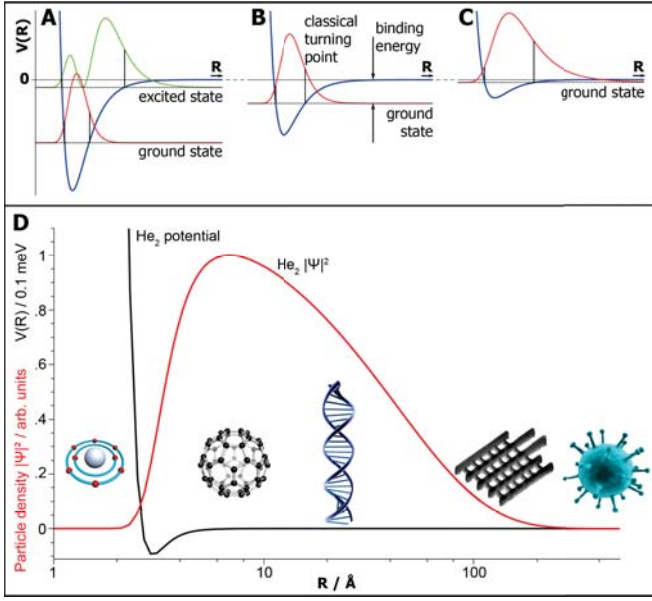 A
V(R)
0
R
excited state
ground state
B
classical
turning
point
binding
energy
R
ground
state
C
R
ground state
D
He2 potential
He2 |Ψ|²
V(R) / 0.1 meV
Particle density |Ψ|² / arb. units
1
.8
.6
.4
.2
0
1
10
100
R / Å